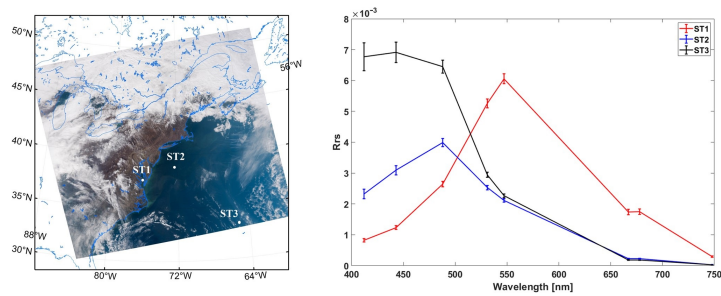 50°N
45°N
40°N
35°N
30°N
56°W
88°W
80°W
72°W
64°W
ST1
ST2
ST3
×10⁻³
8
7
6
5
4
3
2
1
0
Rrs
400
450
500
550
600
650
700
750
Wavelength [nm]
ST1
ST2
ST3